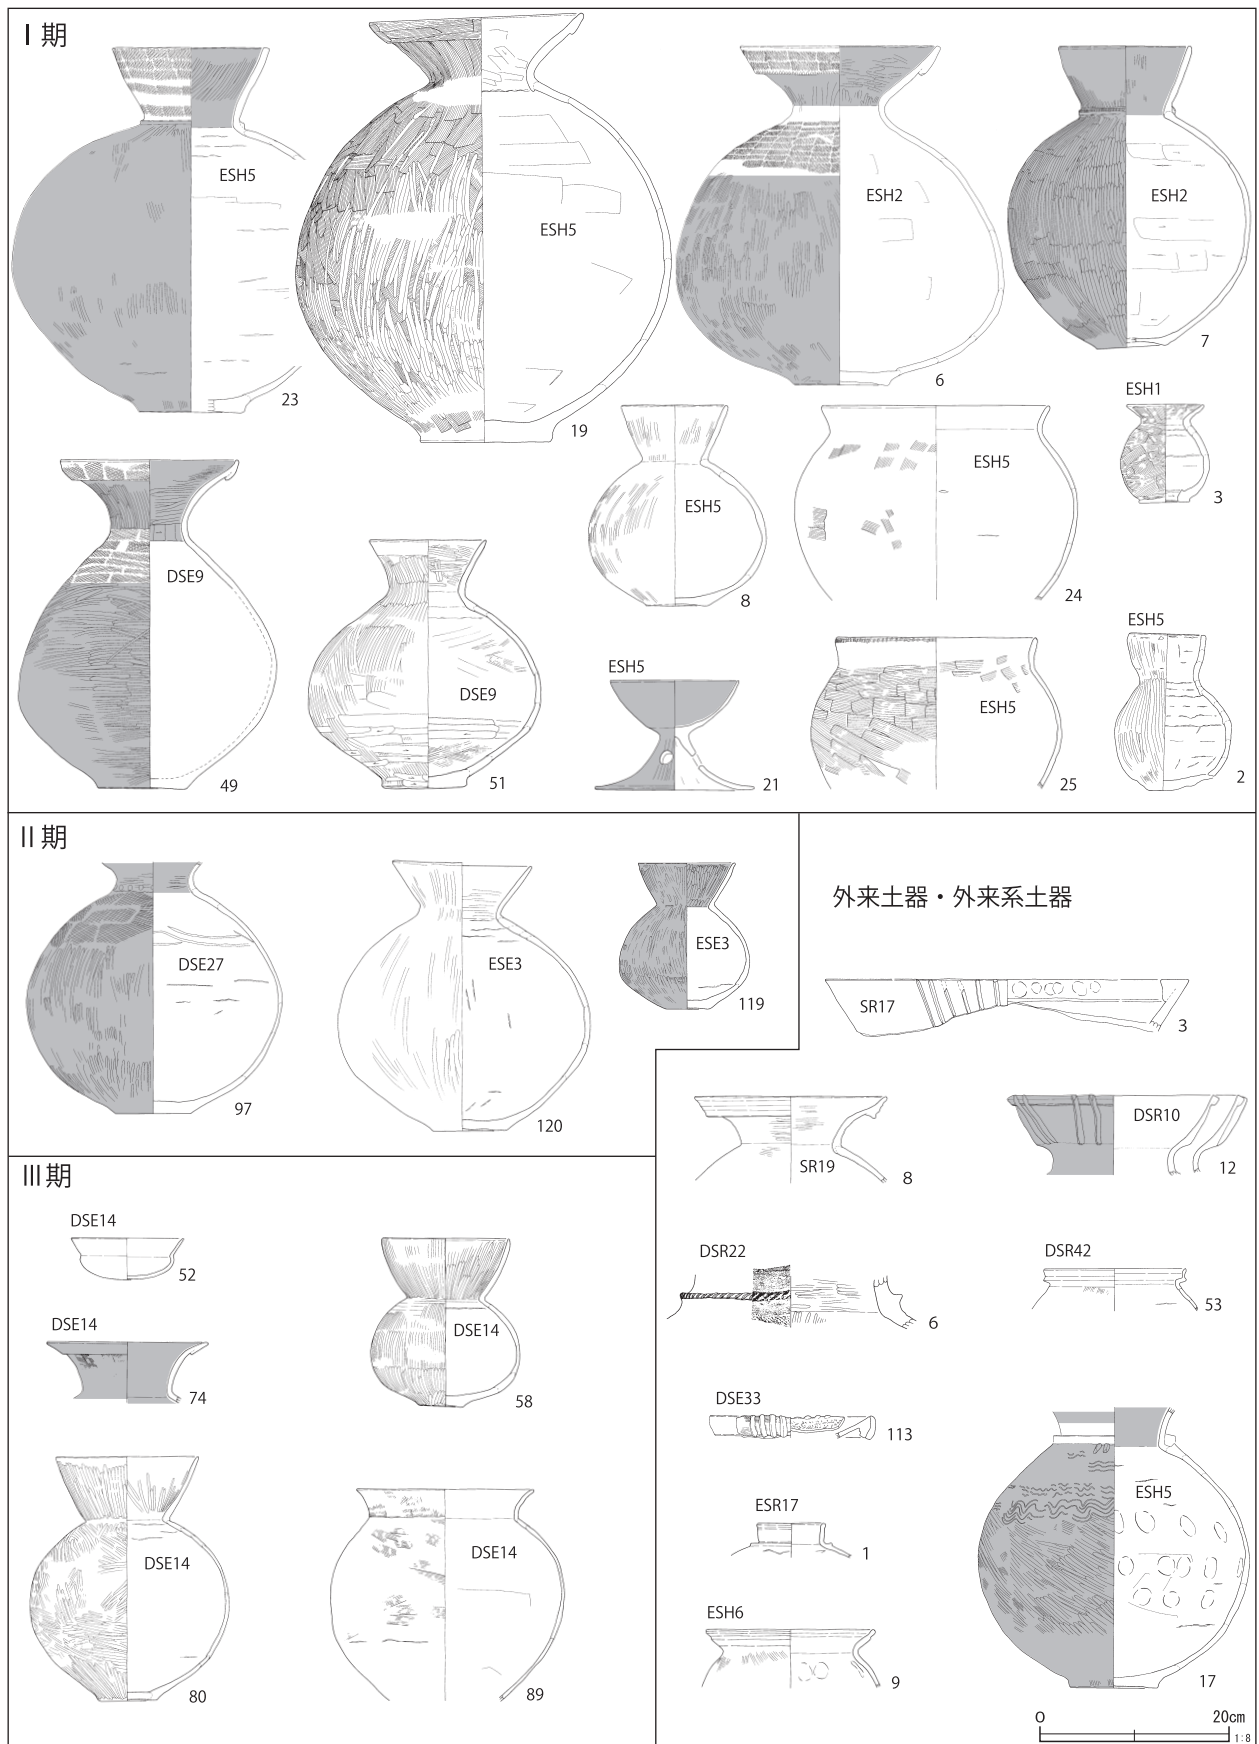 Ⅰ期
ESH5
23
ESH5
19
ESH2
6
ESH2
7
ESH5
8
ESH5
24
ESH1
3
DSE9
49
DSE9
51
ESH5
21
ESH5
25
ESH5
2
Ⅱ期
DSE27
97
ESE3
120
ESE3
119
Ⅲ期
DSE14
52
DSE14
74
DSE14
58
DSE14
80
DSE14
89
外来土器・外来系土器
SR17
3
SR19
8
DSR10
12
DSR22
6
DSR42
53
DSE33
113
ESR17
1
ESH6
9
ESH5
17
0 20cm
1:8